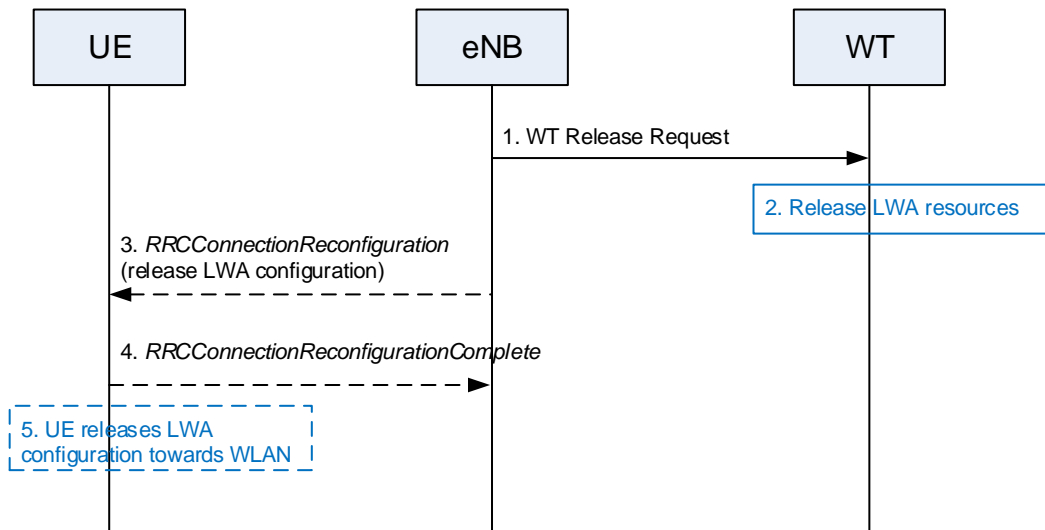 UE
eNB
WT
1. WT Release Request
2. Release LWA resources
3. RRCConnectionReconfiguration
(release LWA configuration)
4. RRCConnectionReconfigurationComplete
5. UE releases LWA
configuration towards WLAN